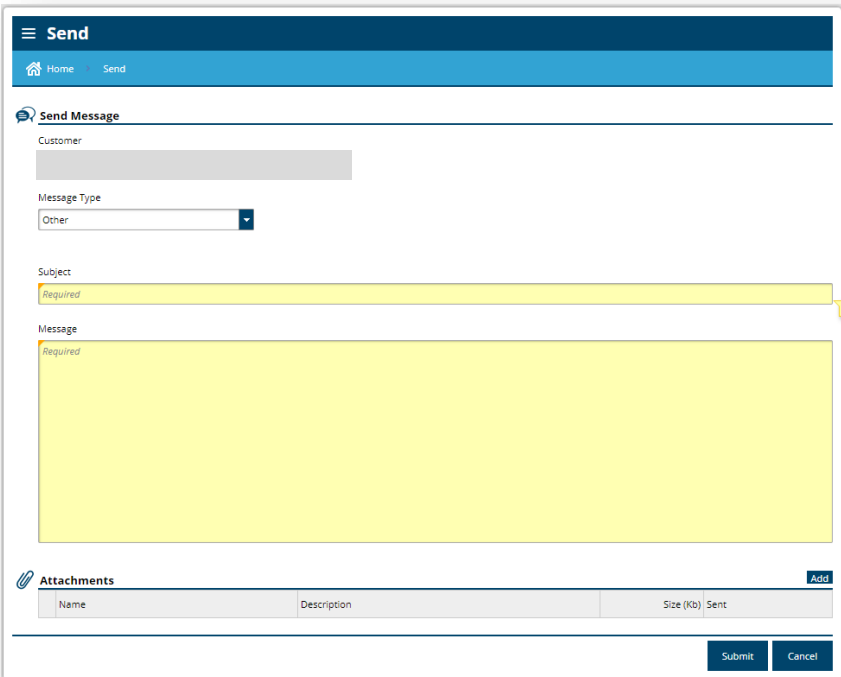 Send
Home Send
Send Message
Customer
Message Type
Other
Subject
Required
Message
Required
Attachments Add
Name Description Size (Kb) Sent
Submit Cancel